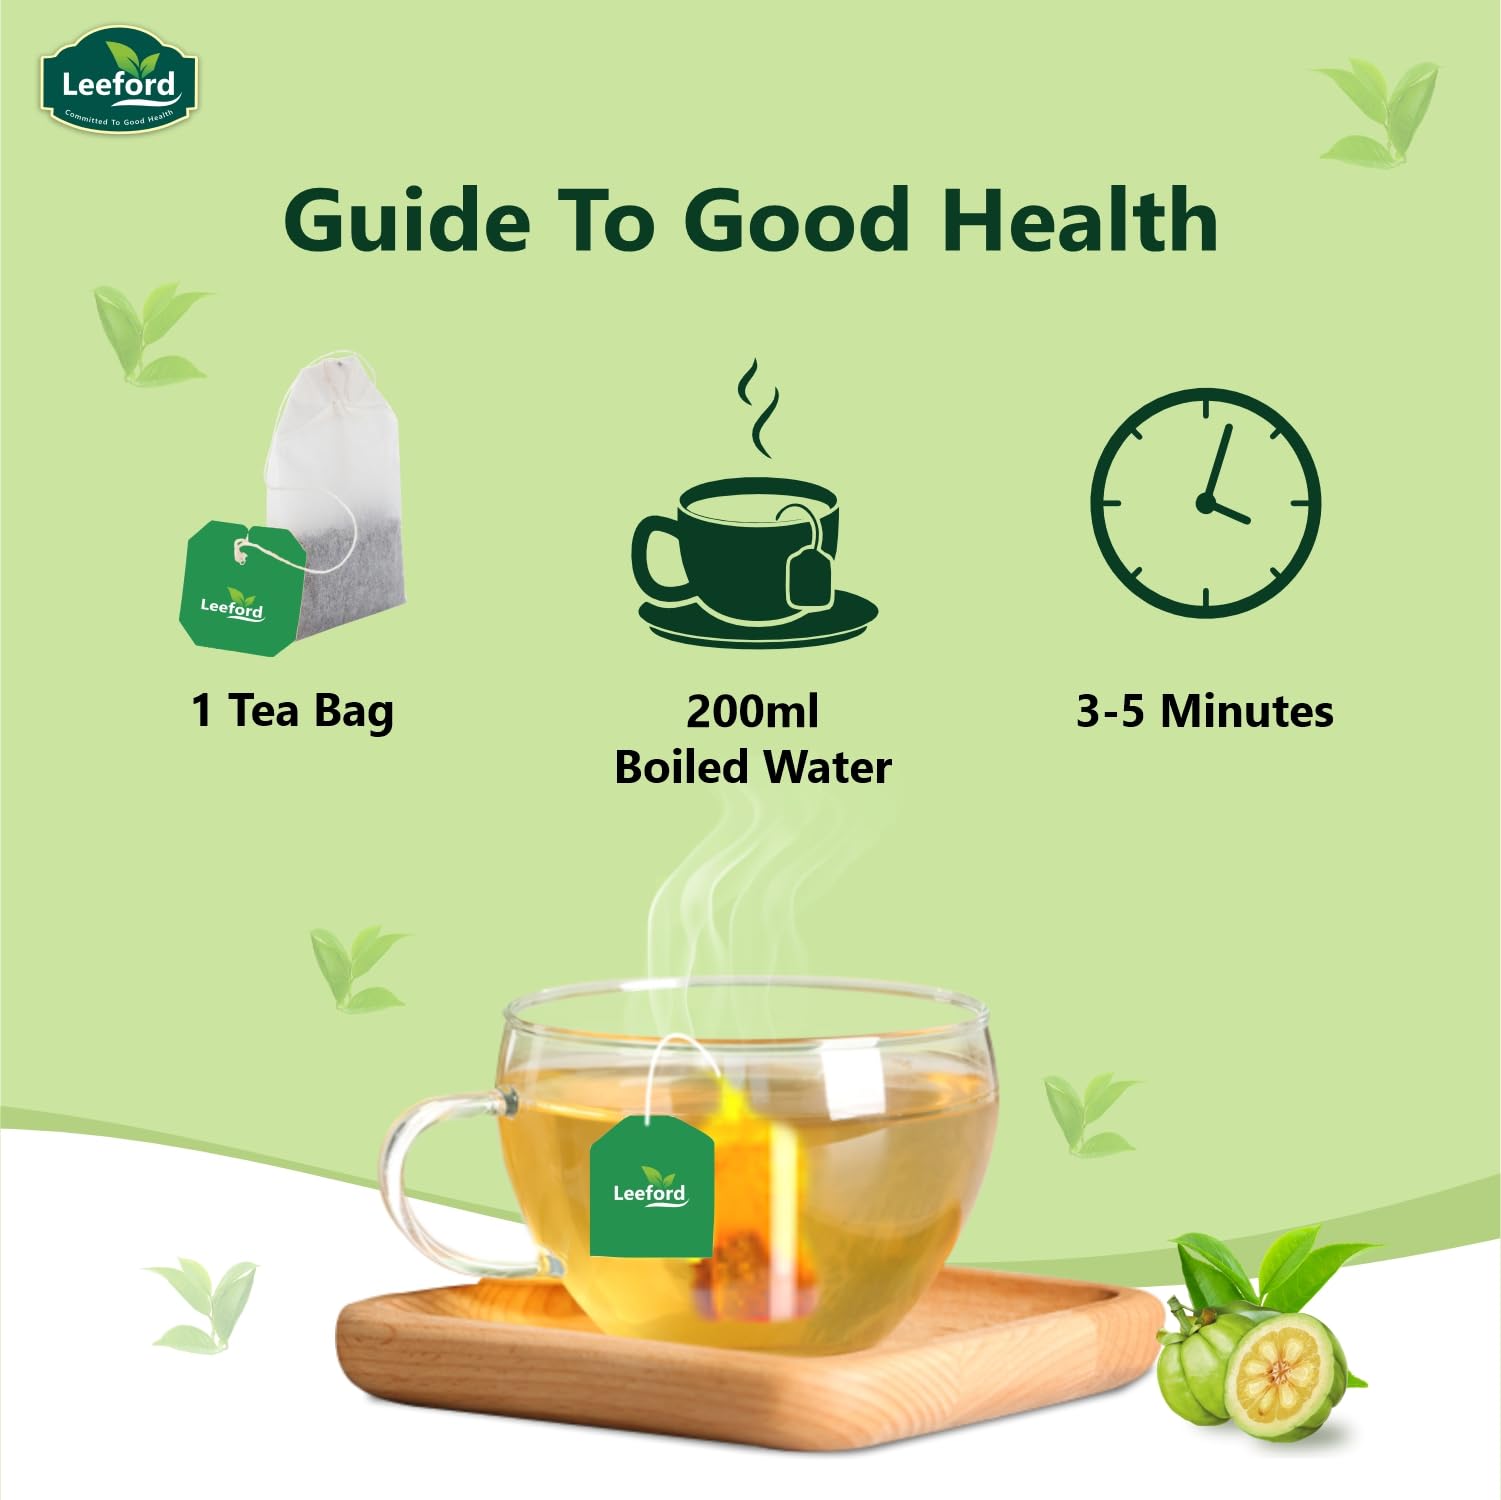 Leeford
Committed To Good Health
Guide To Good Health
Leeford
1 Tea Bag
200ml
Boiled Water
3-5 Minutes
Leeford